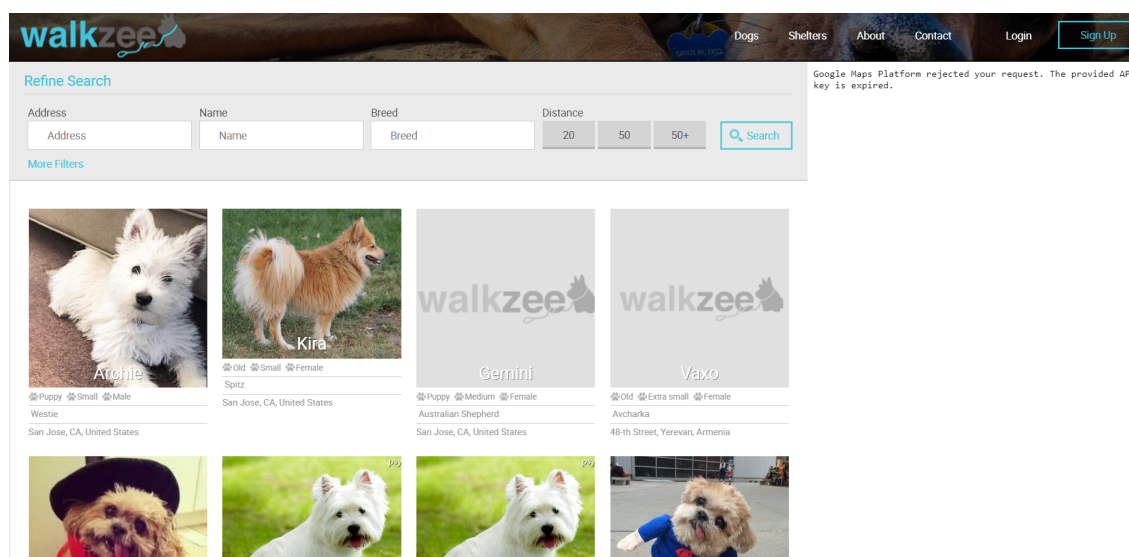 walkzee
Dogs Shelters About Contact Login Sign Up
Refine Search
Google Maps Platform rejected your request. The provided AP
key is expired.
Address Name Breed Distance
Address Name Breed 20 50 50+ Search
More Filters
Archie
Puppy Small Male
Westie
San Jose, CA, United States
Kira
Old Small Female
Spitz
San Jose, CA, United States
walkzee
Gemini
Puppy Medium Female
Australian Shepherd
San Jose, CA, United States
walkzee
Vaxo
Old Extra small Female
Avcharka
48-th Street, Yerevan, Armenia